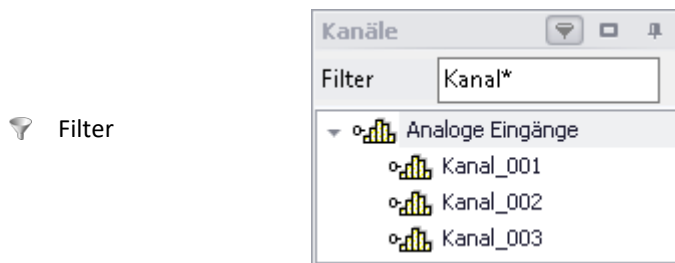 Filter
Kanäle
Filter Kanal*
Analoge Eingänge
Kanal_001
Kanal_002
Kanal_003